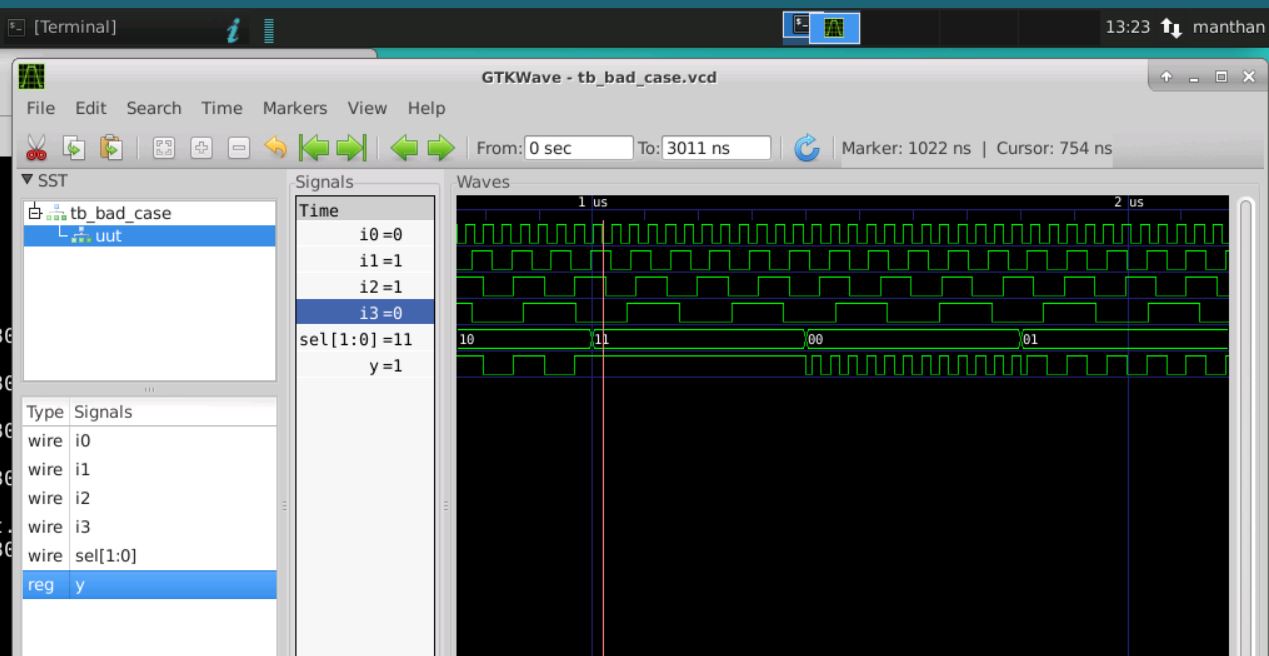 [Terminal]
13:23 manthan
GTKWave - tb_bad_case.vcd
File Edit Search Time Markers View Help
From: 0 sec To: 3011 ns Marker: 1022 ns | Cursor: 754 ns
SST
tb_bad_case
uut
Type Signals
wire i0
wire i1
wire i2
wire i3
wire sel[1:0]
reg y
Signals
Time
i0=0
i1=1
i2=1
i3=0
sel[1:0]=11
y=1
Waves
1 us 2 us
10 11 00 01